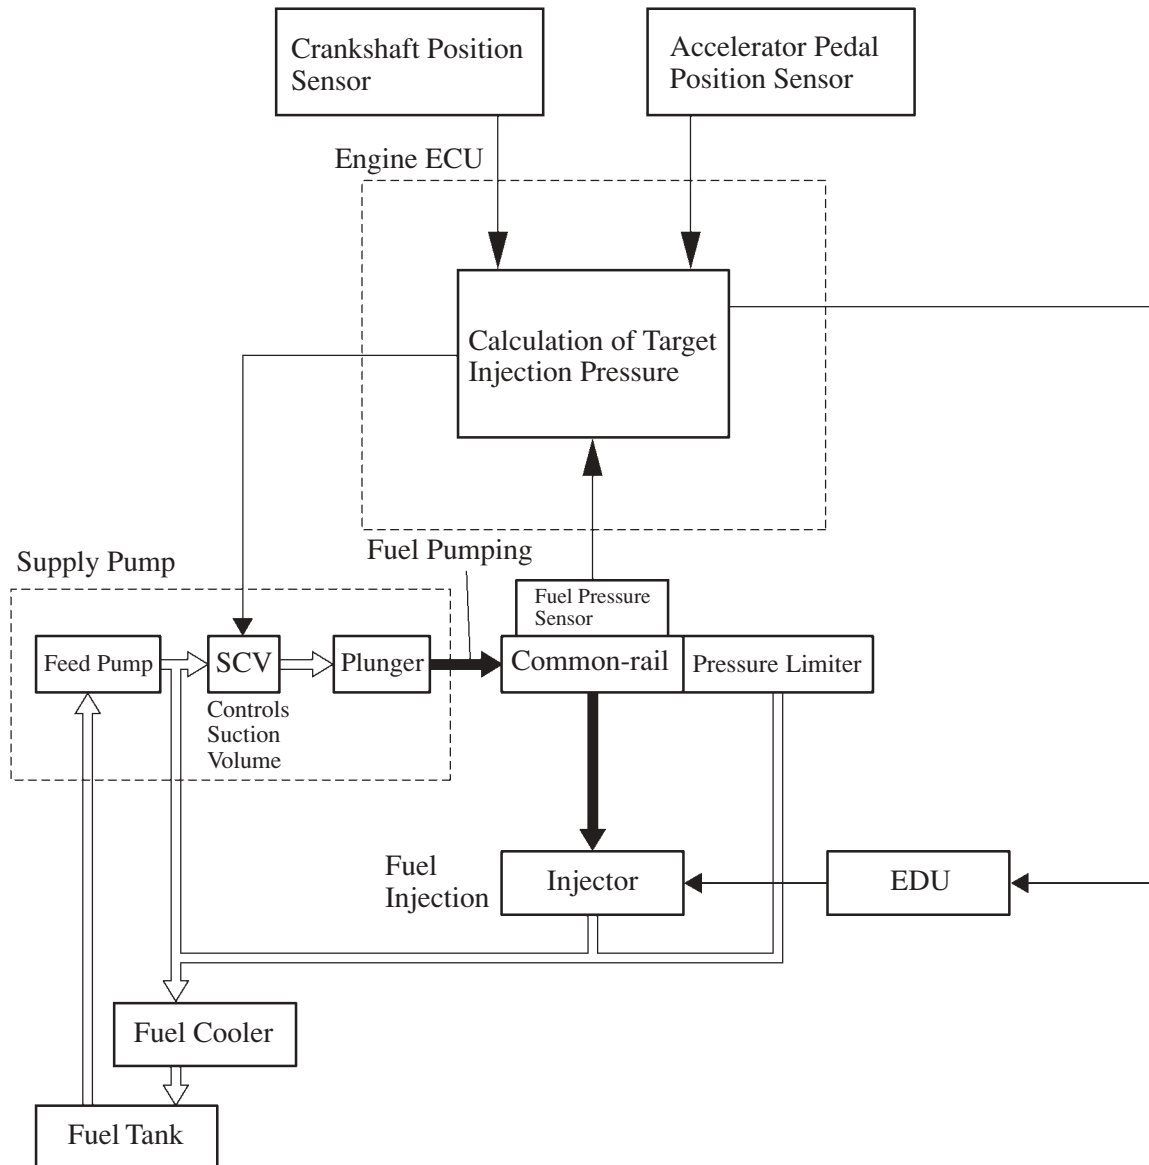 Crankshaft Position
Sensor
Accelerator Pedal
Position Sensor
Engine ECU
Calculation of Target
Injection Pressure
Fuel Pumping
Supply Pump
Fuel Pressure
Sensor
Feed Pump
SCV
Plunger
Common-rail
Pressure Limiter
Controls
Suction
Volume
Fuel
Injection
Injector
EDU
Fuel Cooler
Fuel Tank